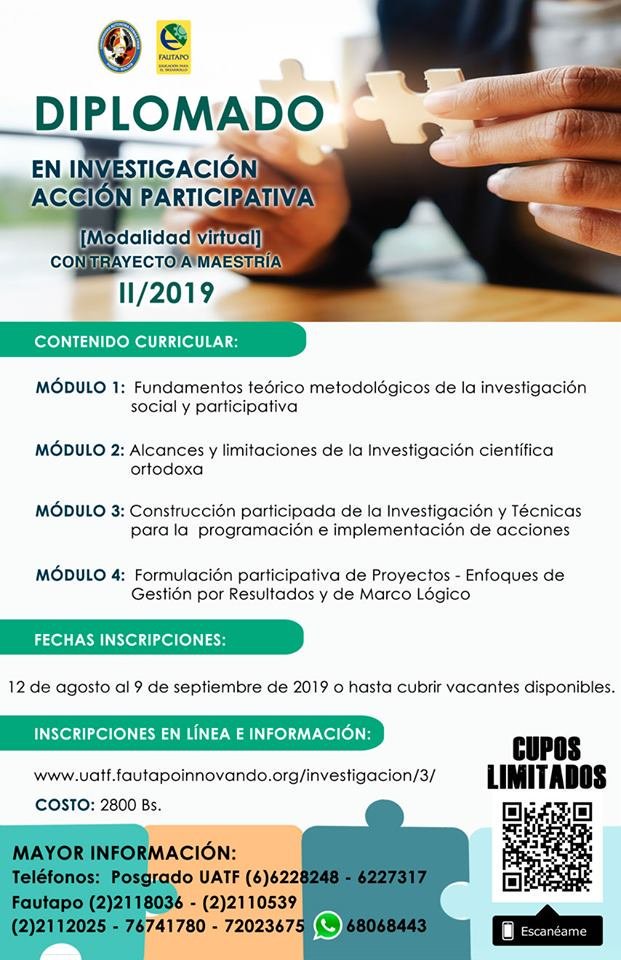 FAUTAPO
EDUCACIÓN PARA
EL DESARROLLO
DIPLOMADO
EN INVESTIGACIÓN
ACCIÓN PARTICIPATIVA
[Modalidad virtual]
CON TRAYECTO A MAESTRÍA
II/2019
CONTENIDO CURRICULAR:
MÓDULO 1: Fundamentos teórico metodológicos de la investigación
social y participativa
MÓDULO 2: Alcances y limitaciones de la Investigación científica
ortodoxa
MÓDULO 3: Construcción participada de la Investigación y Técnicas
para la programación e implementación de acciones
MÓDULO 4: Formulación participativa de Proyectos - Enfoques de
Gestión por Resultados y de Marco Lógico
FECHAS INSCRIPCIONES:
12 de agosto al 9 de septiembre de 2019 o hasta cubrir vacantes disponibles.
INSCRIPCIONES EN LÍNEA E INFORMACIÓN:
www.uatf.fautapoinnovando.org/investigacion/3/
COSTO: 2800 Bs.
CUPOS
LIMITADOS
MAYOR INFORMACIÓN:
Teléfonos: Posgrado UATF (6)6228248 - 6227317
Fautapo (2)2118036 - (2)2110539
(2)2112025 - 76741780 - 72023675 68068443
Escanéame